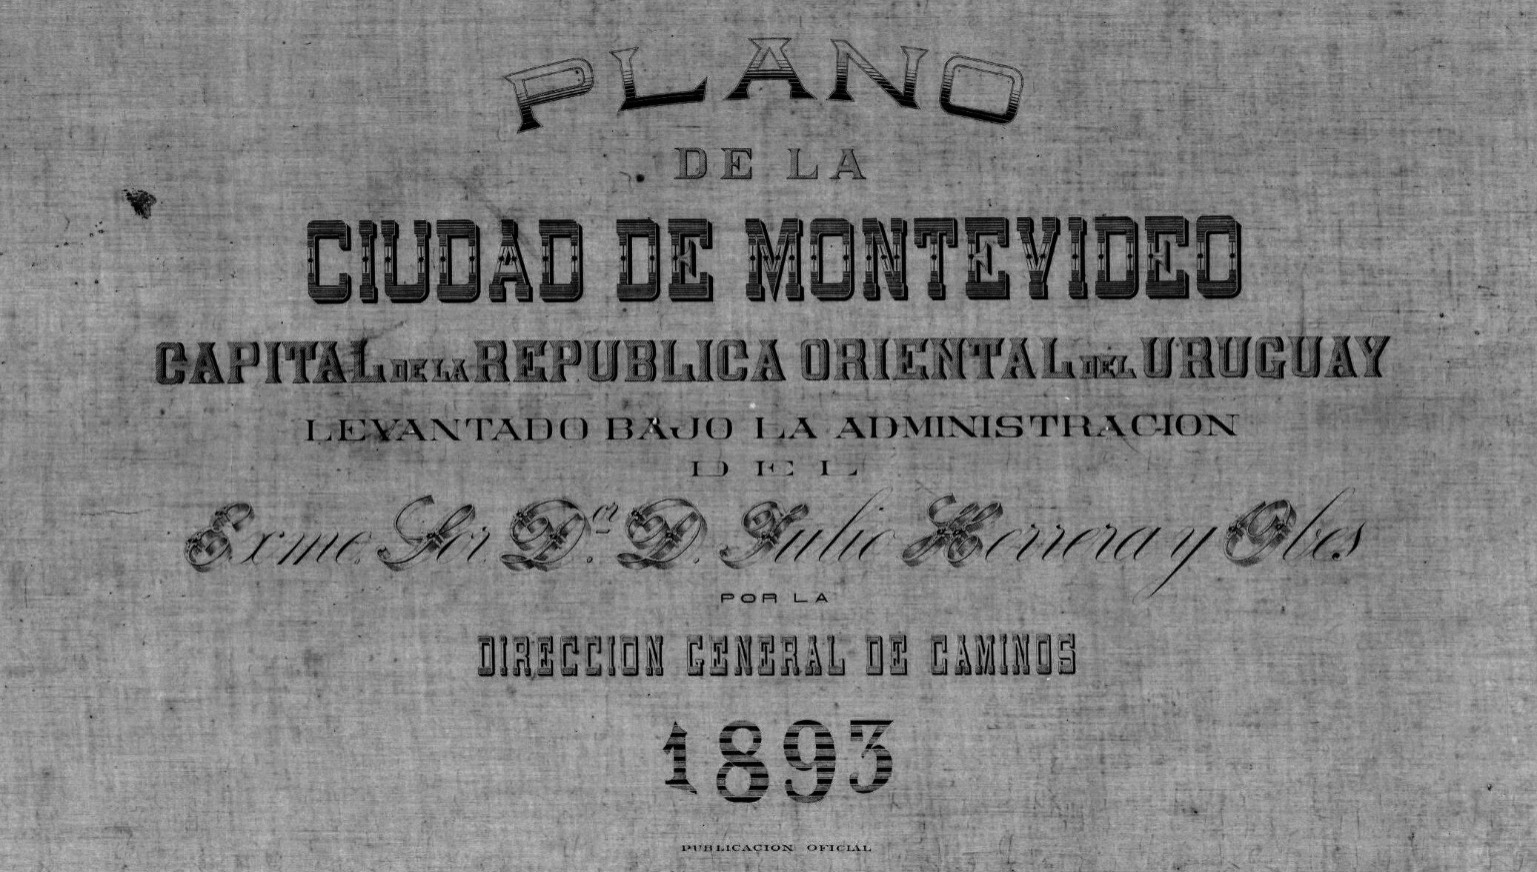 PLANO
DE LA
CIUDAD DE MONTEVIDEO
CAPITAL DE LA REPUBLICA ORIENTAL DEL URUGUAY
LEVANTADO BAJO LA ADMINISTRACION
DEL
Exmo. Sor. D.or D. Julio Herrera y Obes
POR LA
DIRECCION GENERAL DE CAMINOS
1893
PUBLICACION OFICIAL